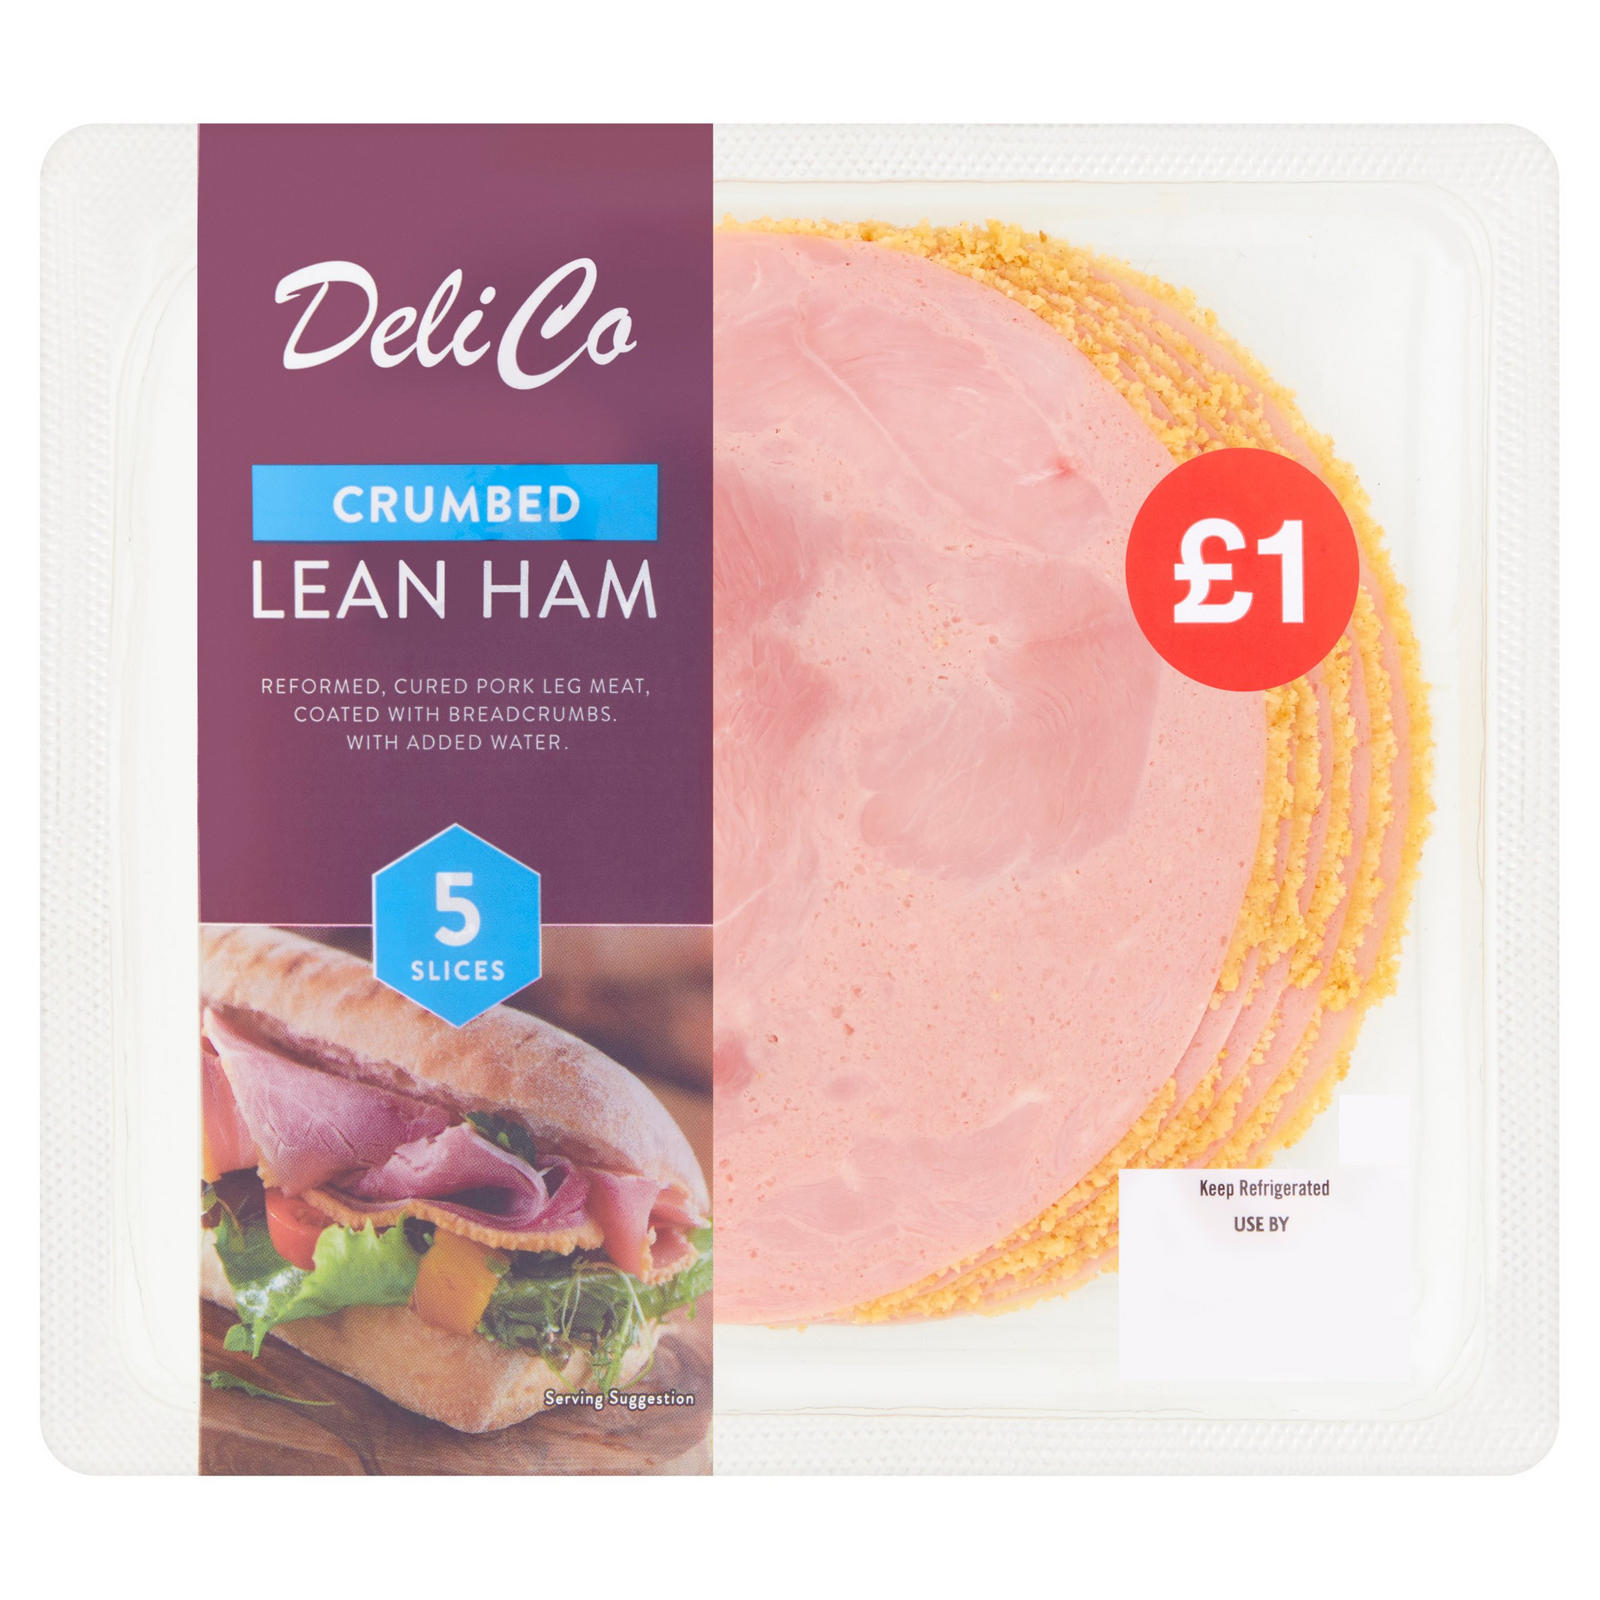 Deli Co
CRUMBED
LEAN HAM
REFORMED, CURED PORK LEG MEAT,
COATED WITH BREADCRUMBS.
WITH ADDED WATER.
5
SLICES
Serving Suggestion
£1
Keep Refrigerated
USE BY